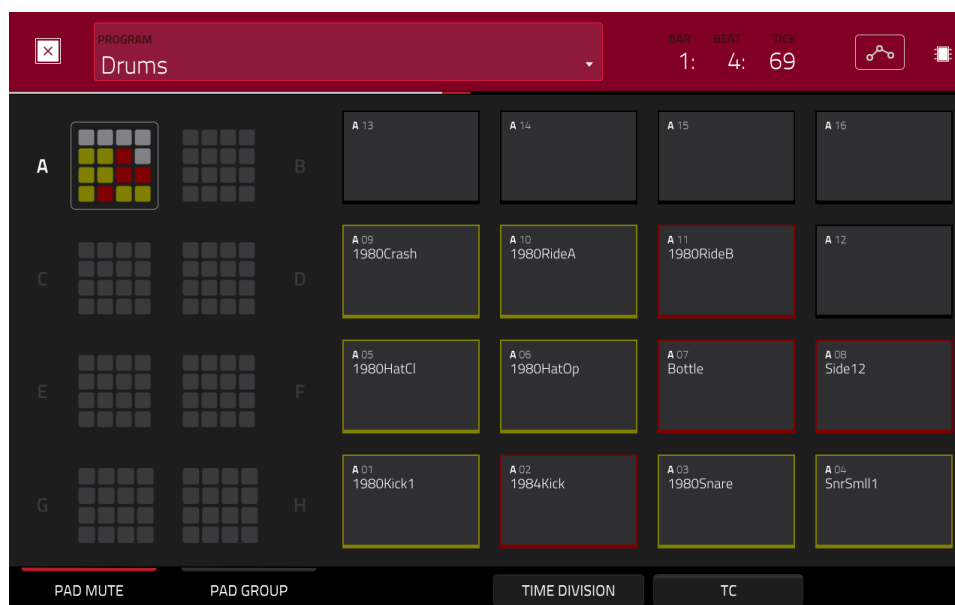 PROGRAM
Drums
BAR BEAT TICK
1: 4: 69
A B
C D
E F
G H
A 13
A 14
A 15
A 16
A 09
1980Crash
A 10
1980RideA
A 11
1980RideB
A 12
A 05
1980HatCl
A 06
1980HatOp
A 07
Bottle
A 08
Side12
A 01
1980Kick1
A 02
1984Kick
A 03
1980Snare
A 04
SnrSmll1
PAD MUTE
PAD GROUP
TIME DIVISION
TC